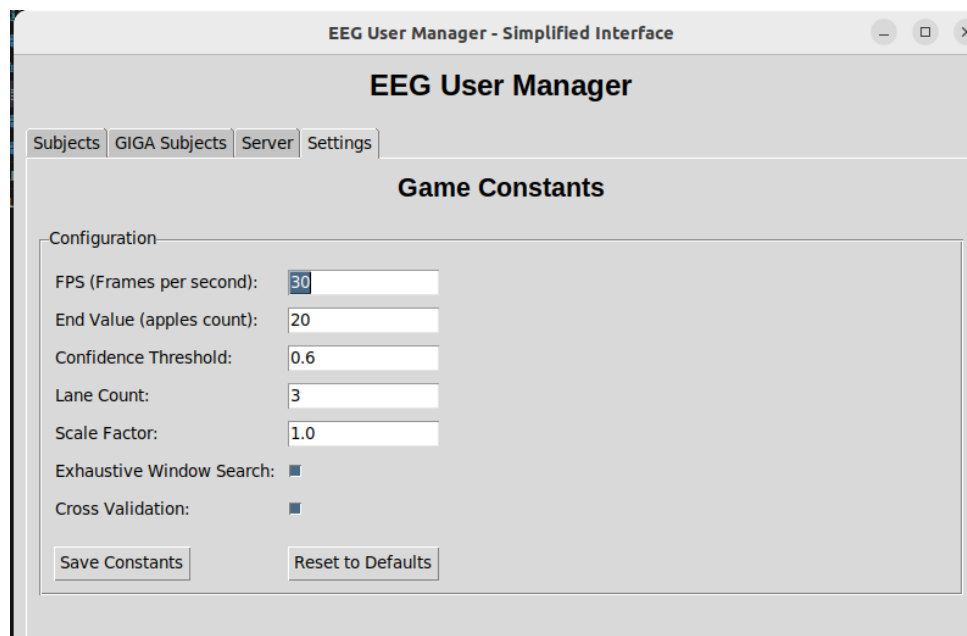 EEG User Manager - Simplified Interface
EEG User Manager
Subjects GIGA Subjects Server Settings
Game Constants
Configuration
FPS (Frames per second): 30
End Value (apples count): 20
Confidence Threshold: 0.6
Lane Count: 3
Scale Factor: 1.0
Exhaustive Window Search:
Cross Validation:
Save Constants Reset to Defaults